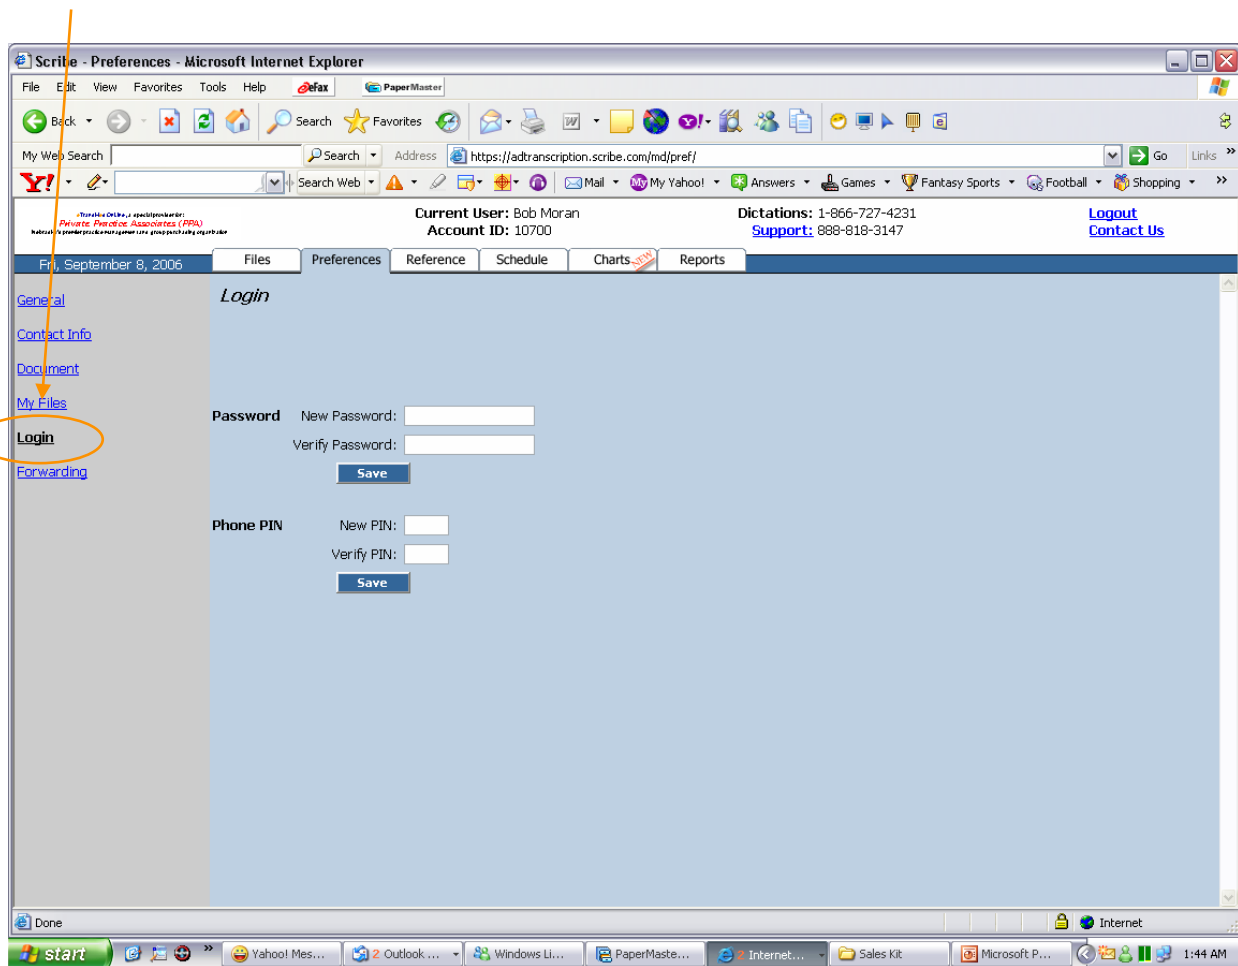 Scribe - Preferences - Microsoft Internet Explorer
File Edit View Favorites Tools Help eFax PaperMaster
Back Search Favorites
My Web Search Search Address https://adtranscription.scribe.com/md/pref/ Go Links »
Y! Search Web Mail My Yahoo! Answers Games Fantasy Sports Football Shopping »
Private Practice Associates (PPA)
Current User: Bob Moran
Account ID: 10700
Dictations: 1-866-727-4231
Support: 888-818-3147
Logout
Contact Us
Fri, September 8, 2006 Files Preferences Reference Schedule Charts NEW Reports
General
Contact Info
Document
My Files
Login
Forwarding
Login
Password New Password:
Verify Password:
Save
Phone PIN New PIN:
Verify PIN:
Save
Done Internet
start » Yahoo! Mes... 2 Outlook ... Windows Li... PaperMaste... 2 Internet... Sales Kit Microsoft P... 1:44 AM